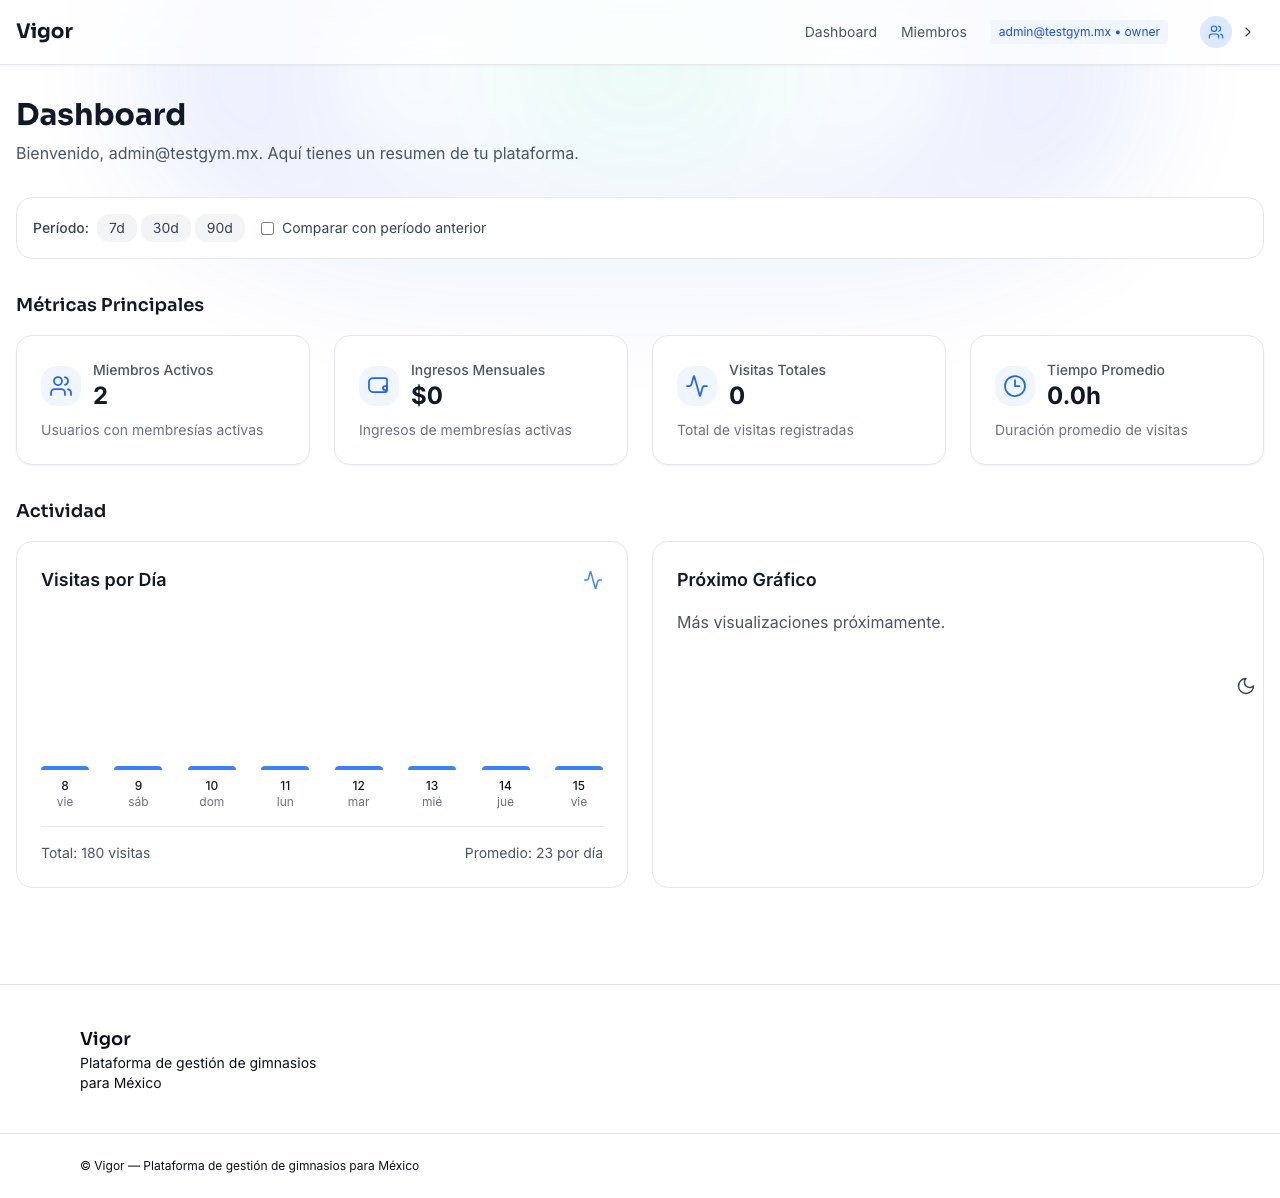 Vigor
Dashboard
Miembros
admin@testgym.mx • owner
Dashboard
Bienvenido, admin@testgym.mx. Aquí tienes un resumen de tu plataforma.
Período: 7d 30d 90d Comparar con período anterior
Métricas Principales
Miembros Activos
2
Usuarios con membresías activas
Ingresos Mensuales
$0
Ingresos de membresías activas
Visitas Totales
0
Total de visitas registradas
Tiempo Promedio
0.0h
Duración promedio de visitas
Actividad
Visitas por Día
8 9 10 11 12 13 14 15
vie sáb dom lun mar mié jue vie
Total: 180 visitas
Promedio: 23 por día
Próximo Gráfico
Más visualizaciones próximamente.
Vigor
Plataforma de gestión de gimnasios
para México
© Vigor — Plataforma de gestión de gimnasios para México